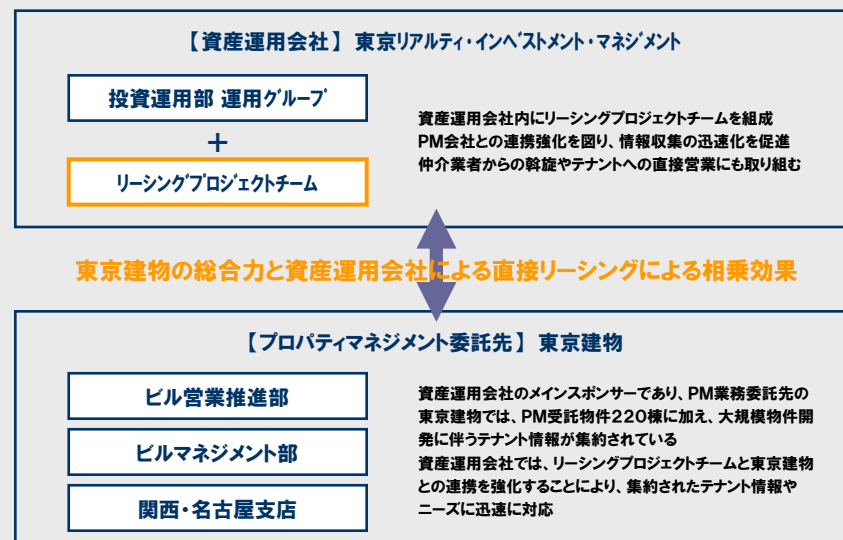 【資産運用会社】 東京リアルティ・インベストメント・マネジメント
投資運用部 運用グループ
+
リーシングプロジェクトチーム
資産運用会社内にリーシングプロジェクトチームを組成
PM会社との連携強化を図り、情報収集の迅速化を促進
仲介業者からの斡旋やテナントへの直接営業にも取り組む
東京建物の総合力と資産運用会社による直接リーシングによる相乗効果
【プロパティマネジメント委託先】 東京建物
ビル営業推進部
ビルマネジメント部
関西・名古屋支店
資産運用会社のメインスポンサーであり、PM業務委託先の
東京建物では、PM受託物件220棟に加え、大規模物件開
発に伴うテナント情報が集約されている
資産運用会社では、リーシングプロジェクトチームと東京建物
との連携を強化することにより、集約されたテナント情報や
ニーズに迅速に対応